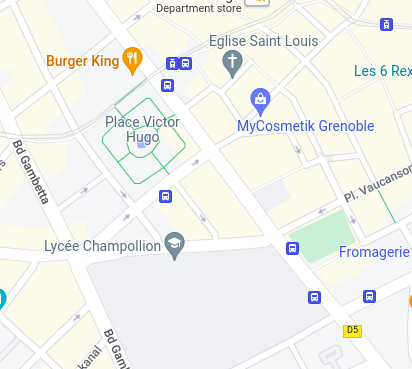 Department store
Eglise Saint Louis
Burger King
Les 6 Rex
Place Victor
Hugo
MyCosmetik Grenoble
Bd Gambetta
Pl. Vaucanson
Lycée Champollion
Fromagerie
D5
Bd Gam
kanal